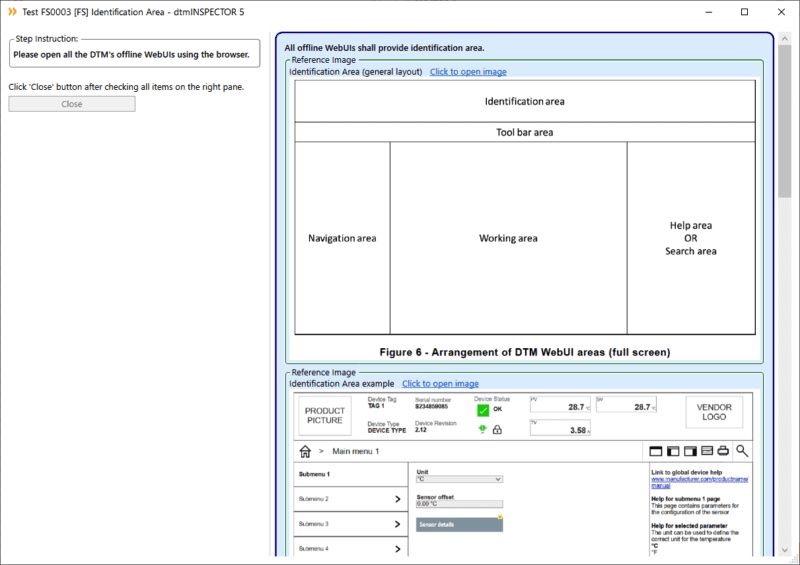 Test FS0003 [FS] Identification Area - dtmINSPECTOR 5
Step Instruction:
Please open all the DTM's offline WebUIs using the browser.
Click 'Close' button after checking all items on the right pane.
Close
All offline WebUIs shall provide identification area.
Reference Image
Identification Area (general layout) Click to open image
Identification area
Tool bar area
Navigation area
Working area
Help area
OR
Search area
Figure 6 - Arrangement of DTM WebUI areas (full screen)
Reference Image
Identification Area example Click to open image
PRODUCT
PICTURE
Device Tag
TAG 1
Device Type
DEVICE TYPE
Serial number
S234859085
Device Revision
2.12
Device Status
OK
PV
28.7 °C
SV
28.7 °C
TV
3.58 A
VENDOR
LOGO
> Main menu 1
Submenu 1
Submenu 2
Submenu 3
Submenu 4
Unit
°C
Sensor offset
0.00 °C
Sensor details
Link to global device help
www.manufacturer.com/productname/
manual
Help for submenu 1 page
This page contains parameters for
the configuration of the sensor
Help for selected parameter
The unit can be used to define the
correct unit for the temperature
°C
°F